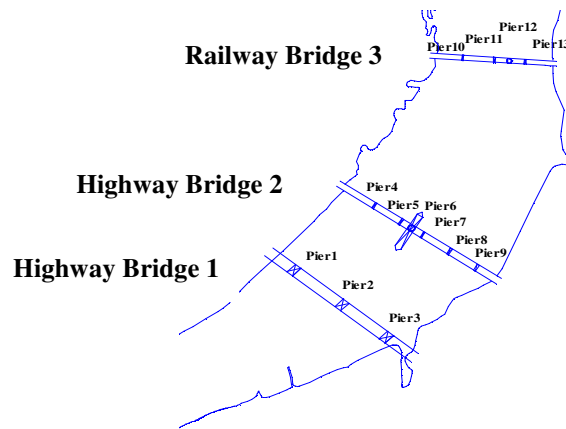 Pier12
Pier11
Railway Bridge 3
Pier10
Pier13
Highway Bridge 2
Pier4
Pier5
Pier6
Pier7
Pier8
Pier9
Highway Bridge 1
Pier1
Pier2
Pier3